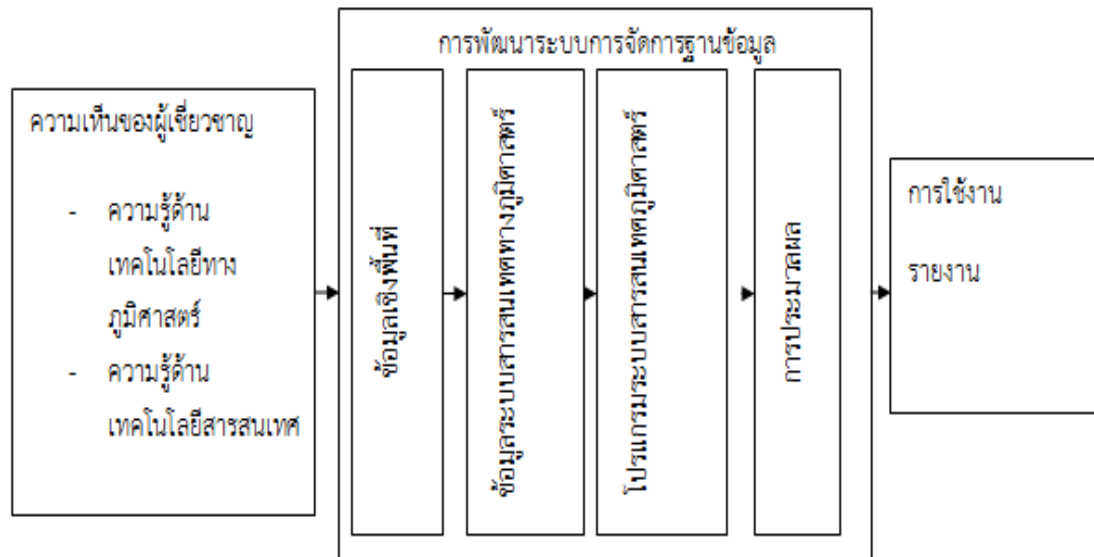 การพัฒนาระบบการจัดการฐานข้อมูล
ความเห็นของผู้เชี่ยวชาญ
- ความรู้ด้าน
เทคโนโลยีทาง
ภูมิศาสตร์
- ความรู้ด้าน
เทคโนโลยีสารสนเทศ
ข้อมูลเชิงพื้นที่
ข้อมูลระบบสารสนเทศทางภูมิศาสตร์
โปรแกรมระบบสารสนเทศภูมิศาสตร์
การประมวลผล
การใช้งาน
รายงาน